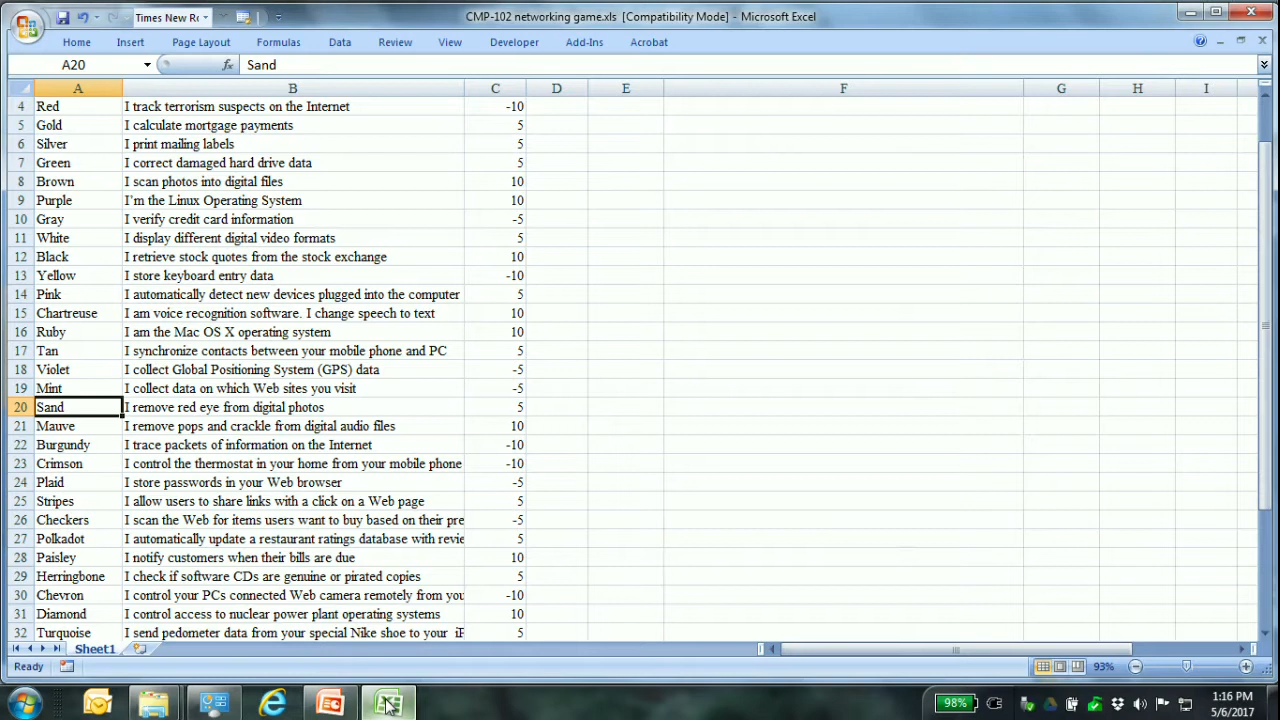 Times New Ro
CMP-102 networking game.xls [Compatibility Mode] - Microsoft Excel
Home Insert Page Layout Formulas Data Review View Developer Add-Ins Acrobat
A20 fx Sand
A B C D E F G H I
4 Red I track terrorism suspects on the Internet -10
5 Gold I calculate mortgage payments 5
6 Silver I print mailing labels 5
7 Green I correct damaged hard drive data 5
8 Brown I scan photos into digital files 10
9 Purple I'm the Linux Operating System 10
10 Gray I verify credit card information -5
11 White I display different digital video formats 5
12 Black I retrieve stock quotes from the stock exchange 10
13 Yellow I store keyboard entry data -10
14 Pink I automatically detect new devices plugged into the computer 5
15 Chartreuse I am voice recognition software. I change speech to text 10
16 Ruby I am the Mac OS X operating system 10
17 Tan I synchronize contacts between your mobile phone and PC 5
18 Violet I collect Global Positioning System (GPS) data -5
19 Mint I collect data on which Web sites you visit -5
20 Sand I remove red eye from digital photos 5
21 Mauve I remove pops and crackle from digital audio files 10
22 Burgundy I trace packets of information on the Internet -10
23 Crimson I control the thermostat in your home from your mobile phone -10
24 Plaid I store passwords in your Web browser -5
25 Stripes I allow users to share links with a click on a Web page 5
26 Checkers I scan the Web for items users want to buy based on their pre -5
27 Polkadot I automatically update a restaurant ratings database with revie 5
28 Paisley I notify customers when their bills are due 10
29 Herringbone I check if software CDs are genuine or pirated copies 5
30 Chevron I control your PCs connected Web camera remotely from you -10
31 Diamond I control access to nuclear power plant operating systems 10
32 Turquoise I send pedometer data from your special Nike shoe to your iP 5
Sheet1
Ready 93%
98% 1:16 PM
5/6/2017